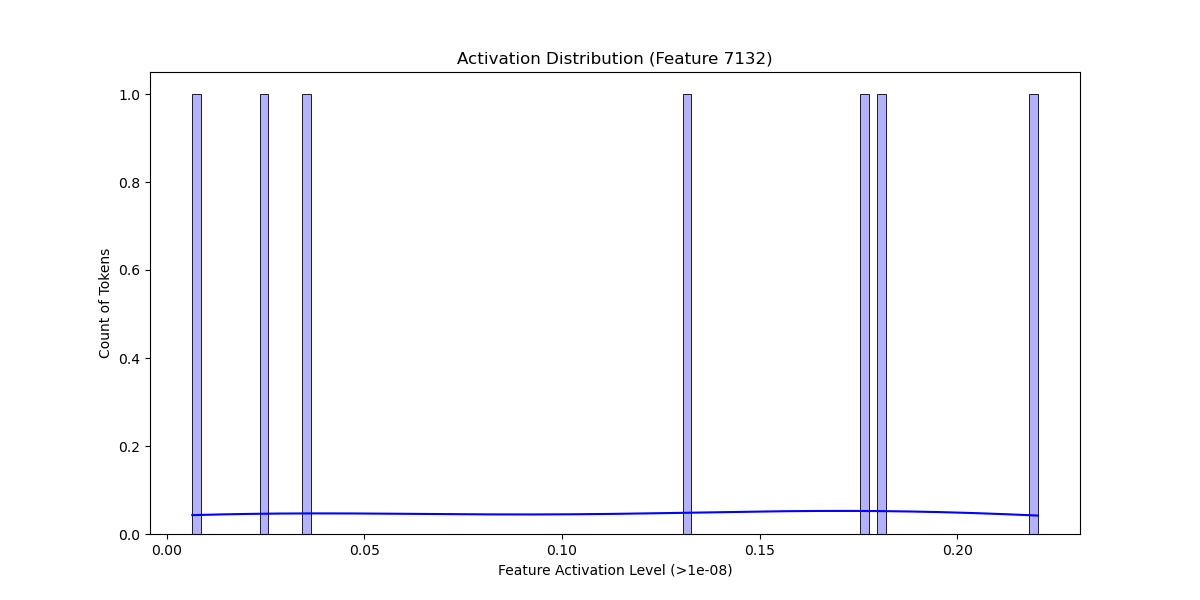 Activation Distribution (Feature 7132)
1.0
0.8
0.6
0.4
0.2
0.0
Count of Tokens
0.00 0.05 0.10 0.15 0.20
Feature Activation Level (>1e-08)